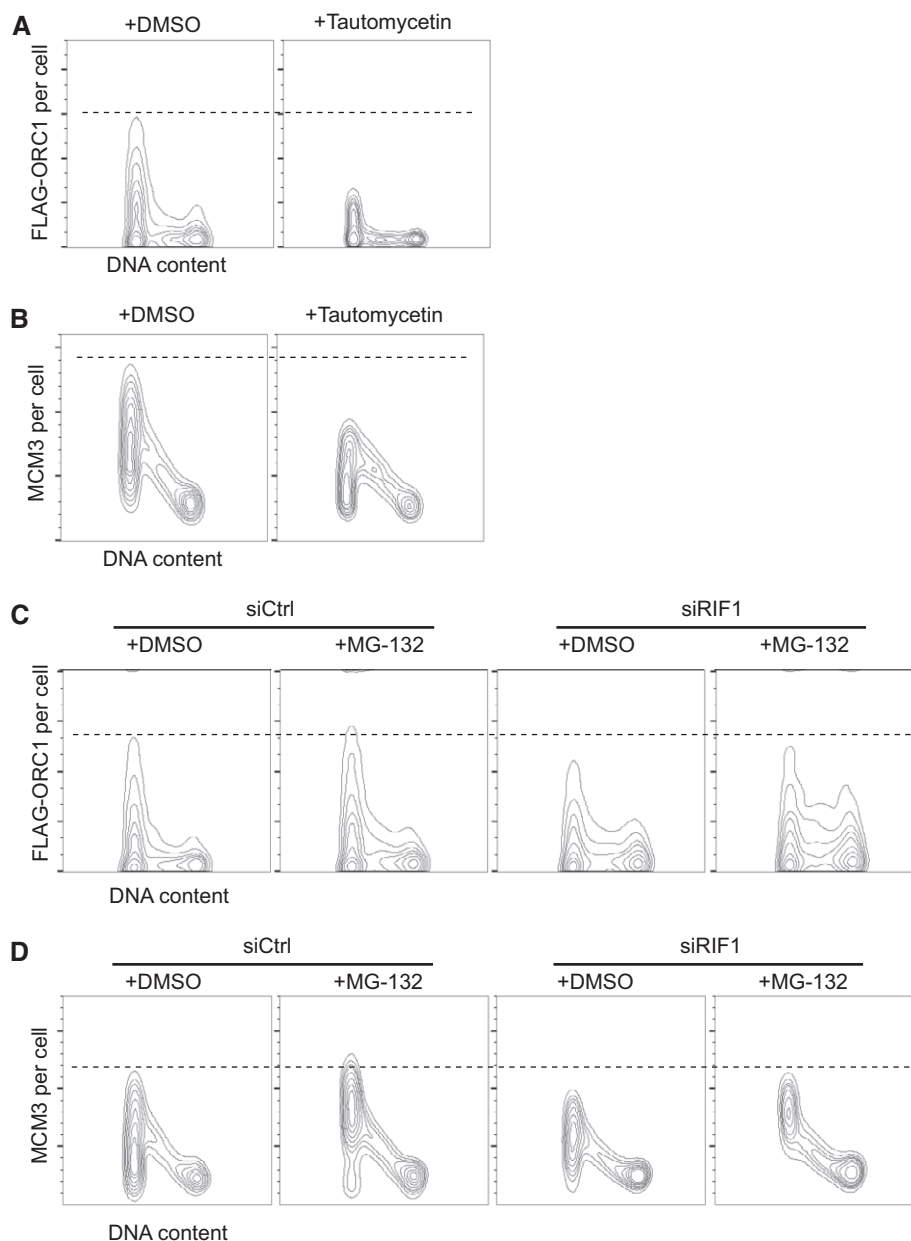 A
+DMSO +Tautomycetin
FLAG-ORC1 per cell
DNA content
B
+DMSO +Tautomycetin
MCM3 per cell
DNA content
C
siCtrl siRIF1
+DMSO +MG-132 +DMSO +MG-132
FLAG-ORC1 per cell
DNA content
D
siCtrl siRIF1
+DMSO +MG-132 +DMSO +MG-132
MCM3 per cell
DNA content